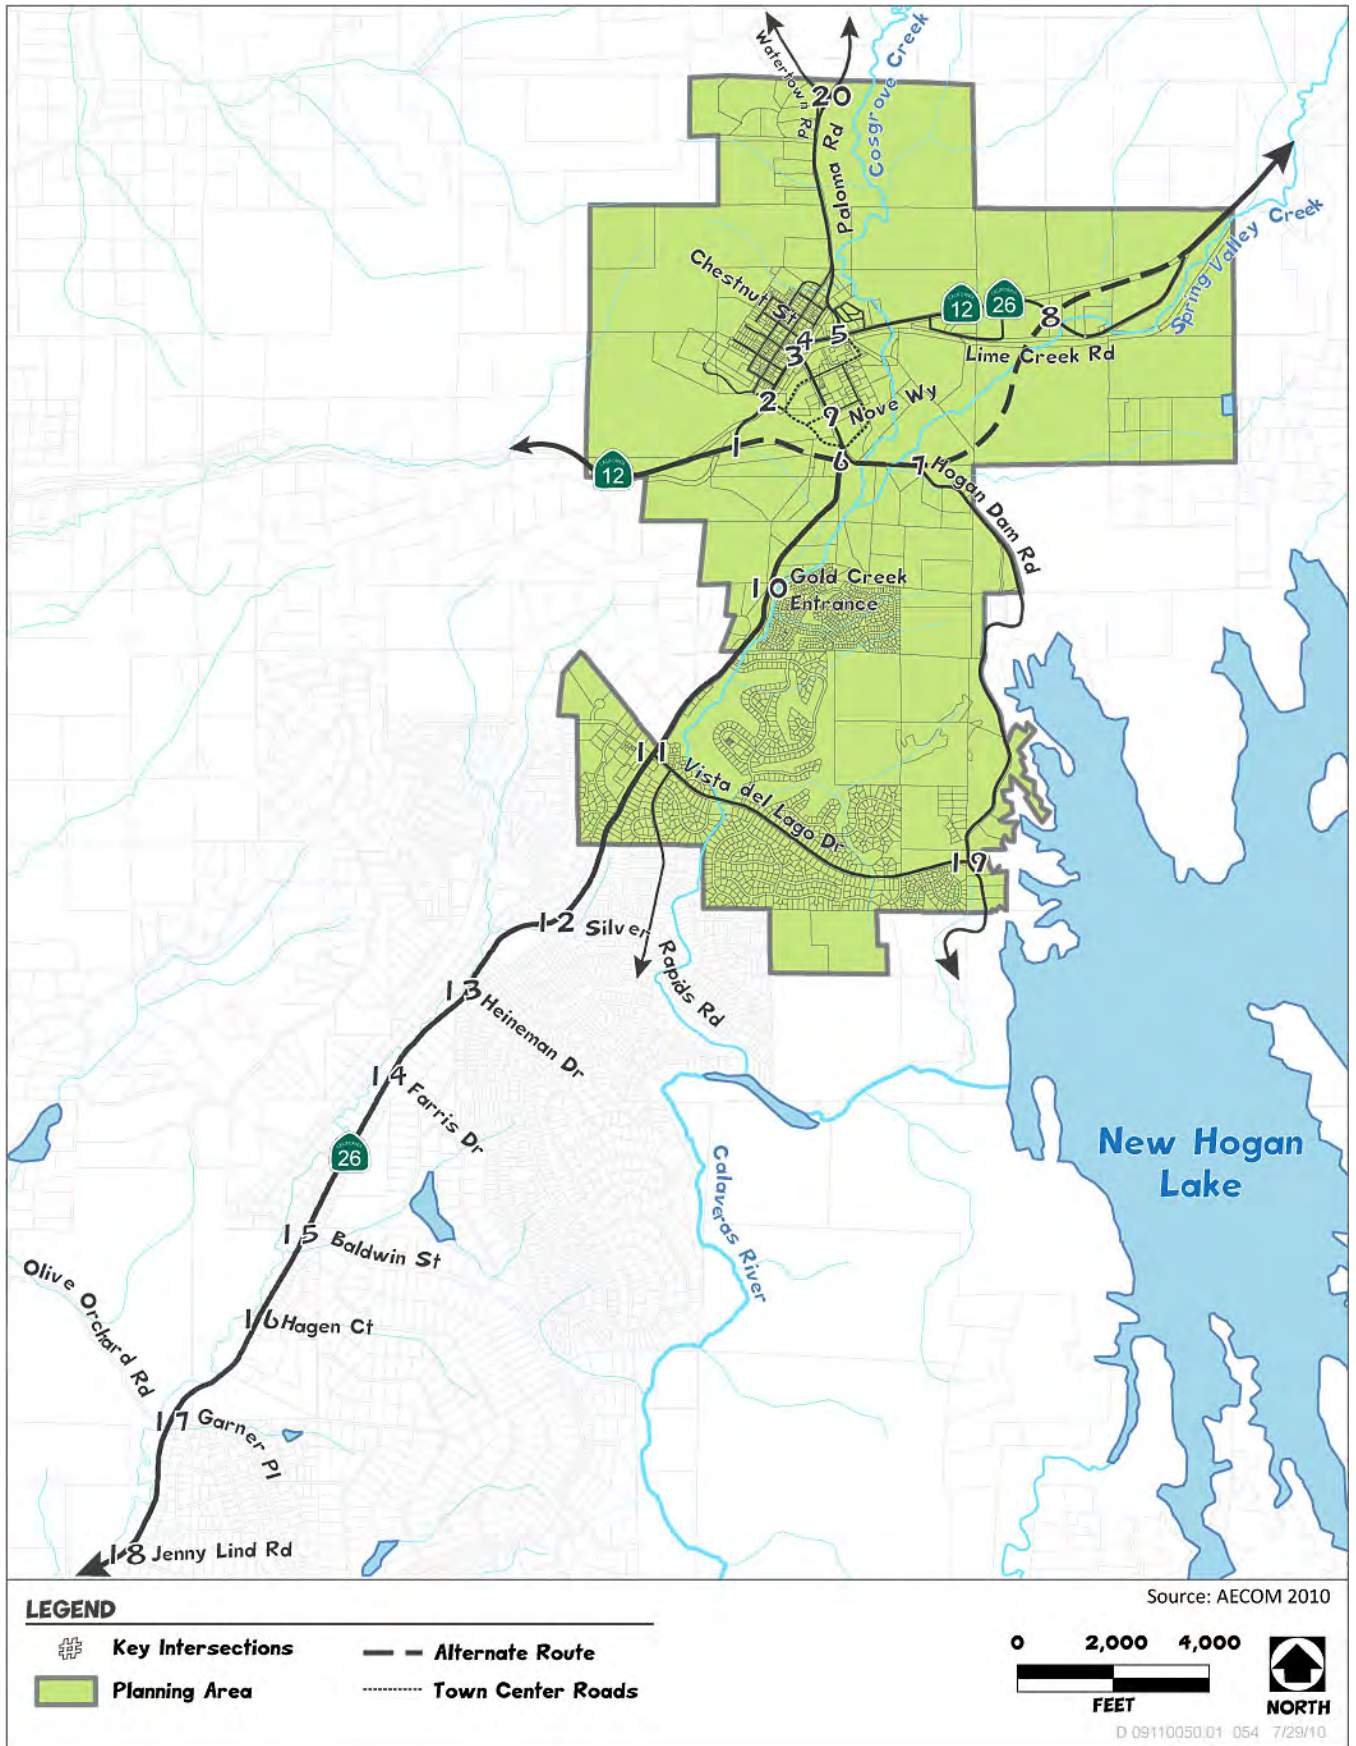 Watertown Rd
20
Paloma Rd
Cosgrove Creek
Spring Valley Creek
Chestnut St
CALIFORNIA
12
CALIFORNIA
26
8
5
4
3
Lime Creek Rd
2
9
Nove Wy
1
6
7
Hogan Dam Rd
CALIFORNIA
12
10
Gold Creek
Entrance
11
Vista del Lago Dr
19
12
Silver Rapids Rd
13
Heineman Dr
14
Farris Dr
CALIFORNIA
26
New Hogan
Lake
Calaveras River
15
Baldwin St
Olive Orchard Rd
16
Hagen Ct
17
Garner Pl
18
Jenny Lind Rd
LEGEND
Source: AECOM 2010
# Key Intersections
Alternate Route
Planning Area
Town Center Roads
0 2,000 4,000
FEET
NORTH
D 09110050.01 054 7/29/10